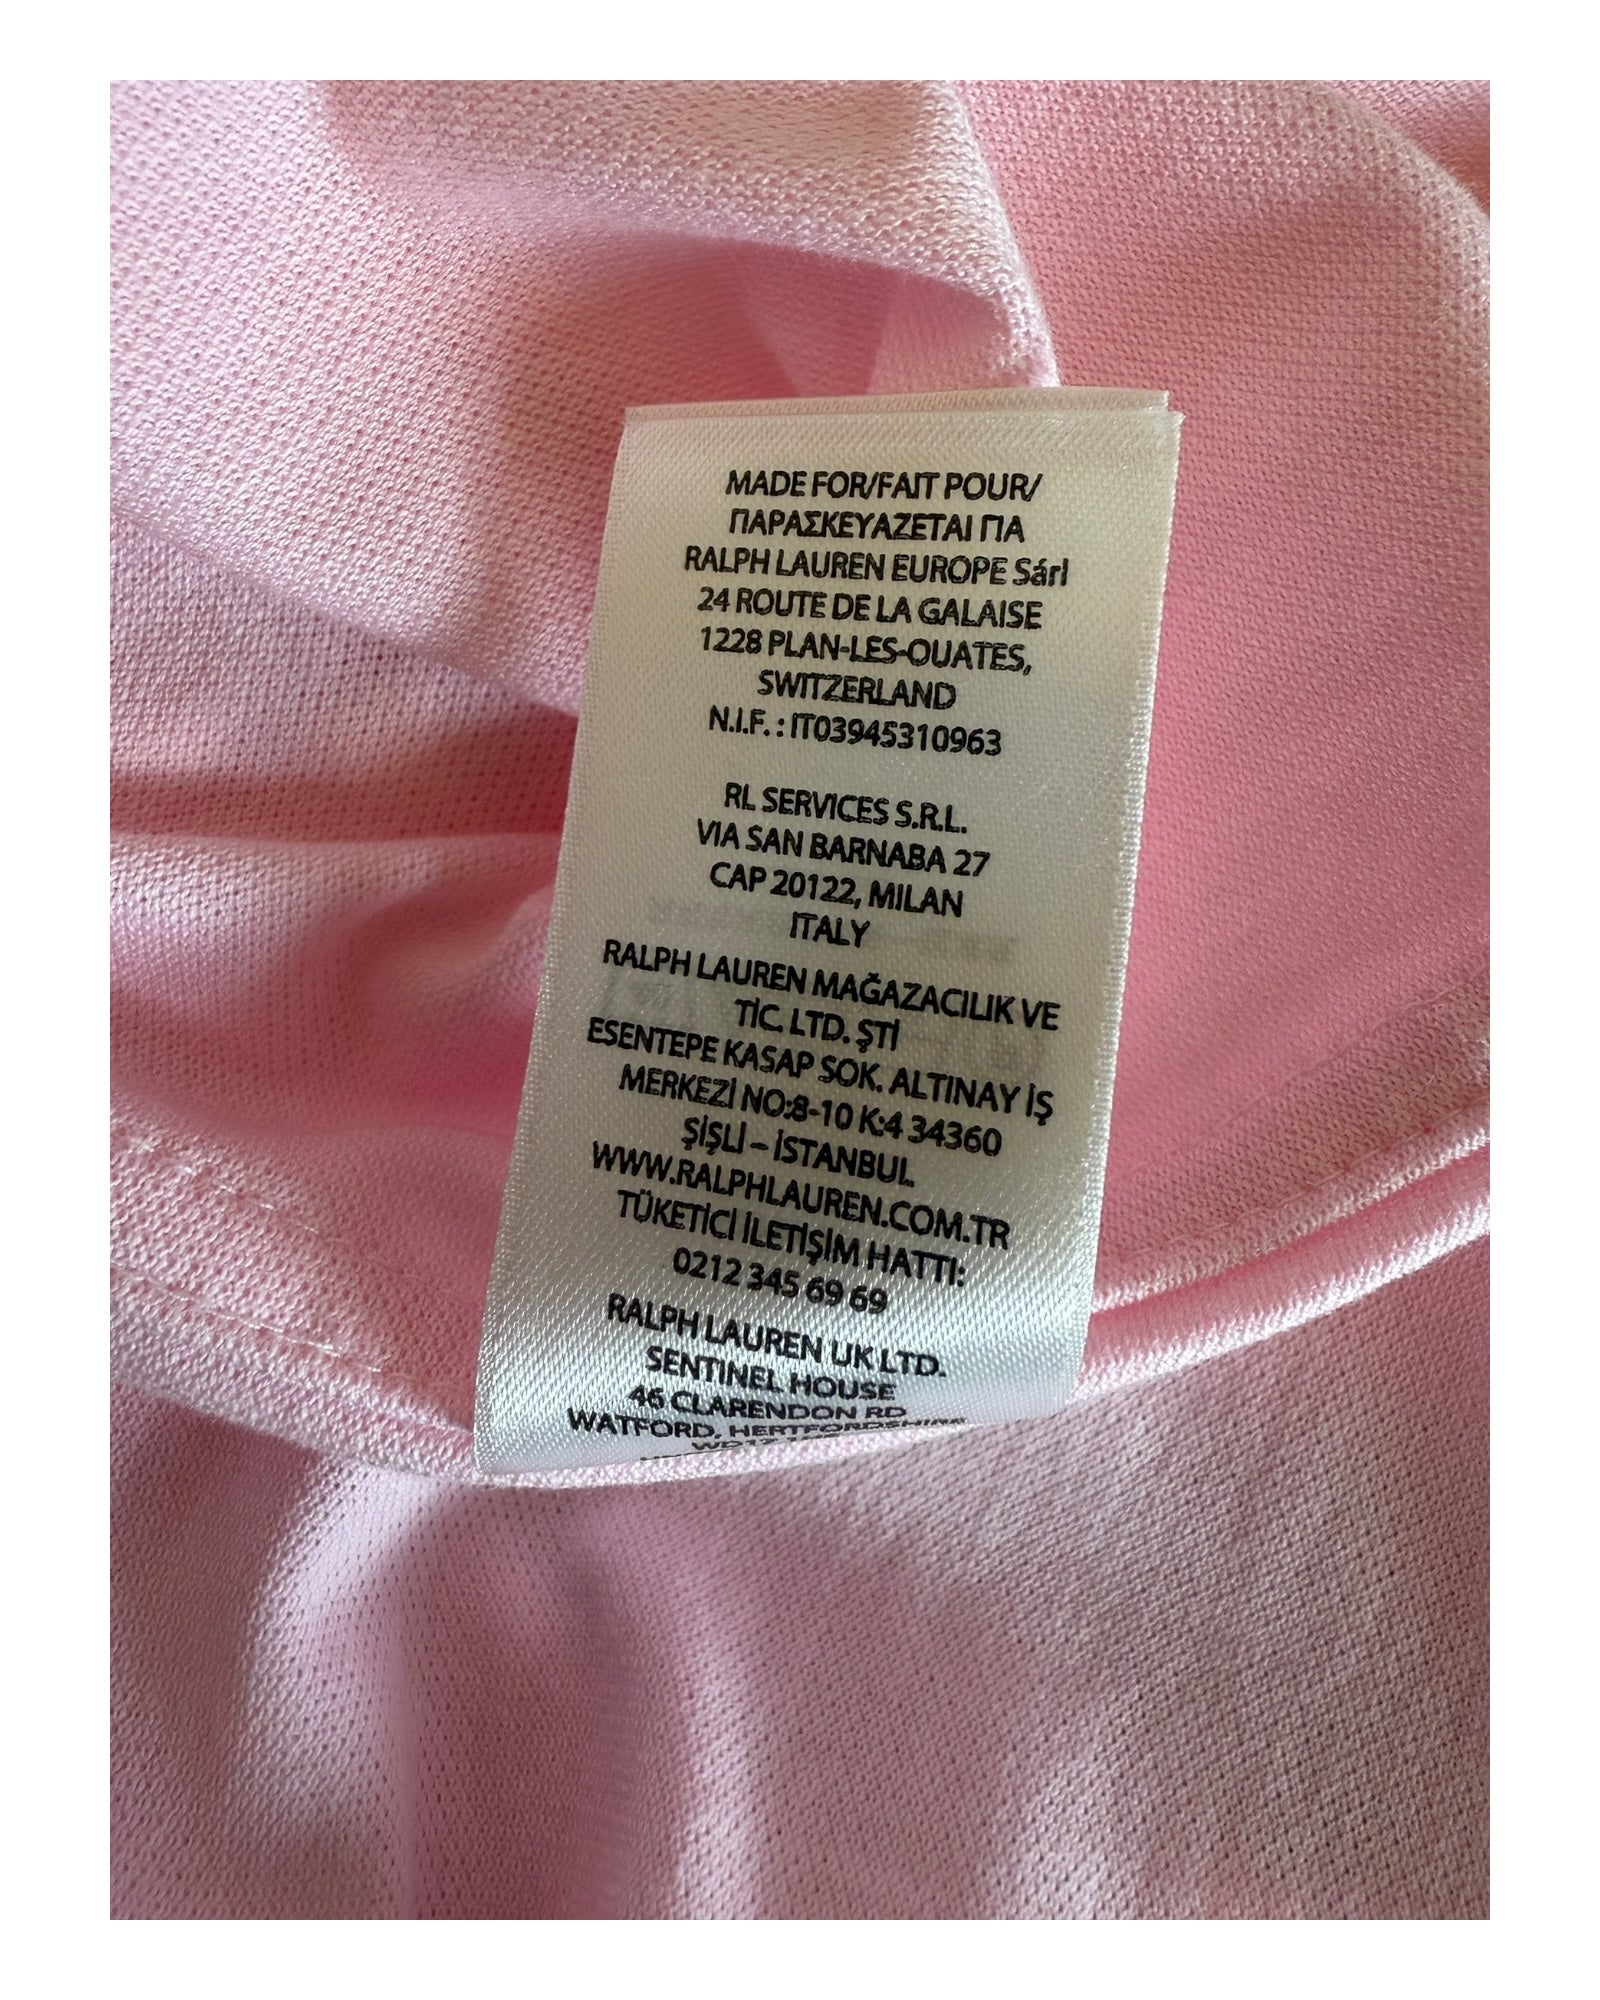 MADE FOR/FAIT POUR/
ΠΑΡΑΣΚΕΥΑΖΕΤΑΙ ΓΙΑ
RALPH LAUREN EUROPE Sárl
24 ROUTE DE LA GALAISE
1228 PLAN-LES-OUATES,
SWITZERLAND
N.I.F. : IT03945310963
RL SERVICES S.R.L.
VIA SAN BARNABA 27
CAP 20122, MILAN
ITALY
RALPH LAUREN MAĞAZACILIK VE
TİC. LTD. ŞTİ
ESENTEPE KASAP SOK. ALTINAY İŞ
MERKEZİ NO:8-10 K:4 34360
ŞİŞLİ – İSTANBUL
WWW.RALPHLAUREN.COM.TR
TÜKETİCİ İLETİŞİM HATTI:
0212 345 69 69
RALPH LAUREN UK LTD.
SENTINEL HOUSE
46 CLARENDON RD
WATFORD, HERTFORDSHIRE